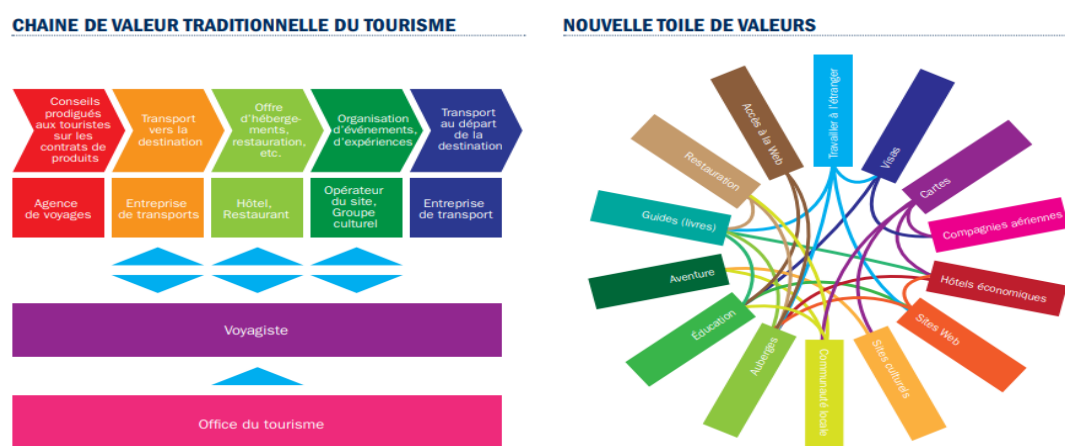 CHAINE DE VALEUR TRADITIONNELLE DU TOURISME
Conseils
prodigués
aux touristes
sur les
contrats de
produits
Transport
vers la
destination
Offre
d'héberge-
ments,
restauration,
etc.
Organisation
d'événements,
d'expériences
Transport
au départ
de la
destination
Agence
de voyages
Entreprise
de transports
Hôtel,
Restaurant
Opérateur
du site,
Groupe
culturel
Entreprise
de transport
Voyagiste
Office du tourisme
NOUVELLE TOILE DE VALEURS
Travailler à l'étranger
Visas
Cartes
Compagnies aériennes
Hôtels économiques
Sites Web
Sites culturels
Communauté locale
Auberges
Éducation
Aventure
Guides (livres)
Restauration
Accès à la Web